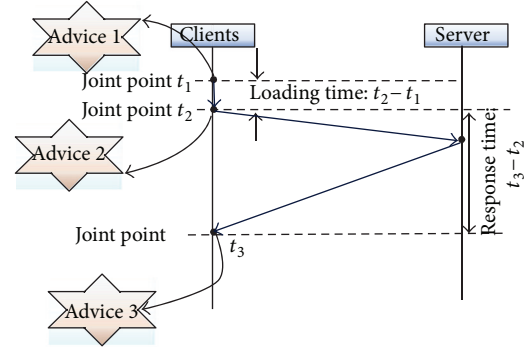 Advice 1
Clients
Server
Joint point t1
Loading time: t2 − t1
Joint point t2
Advice 2
Response time:
t3 − t2
Joint point
t3
Advice 3